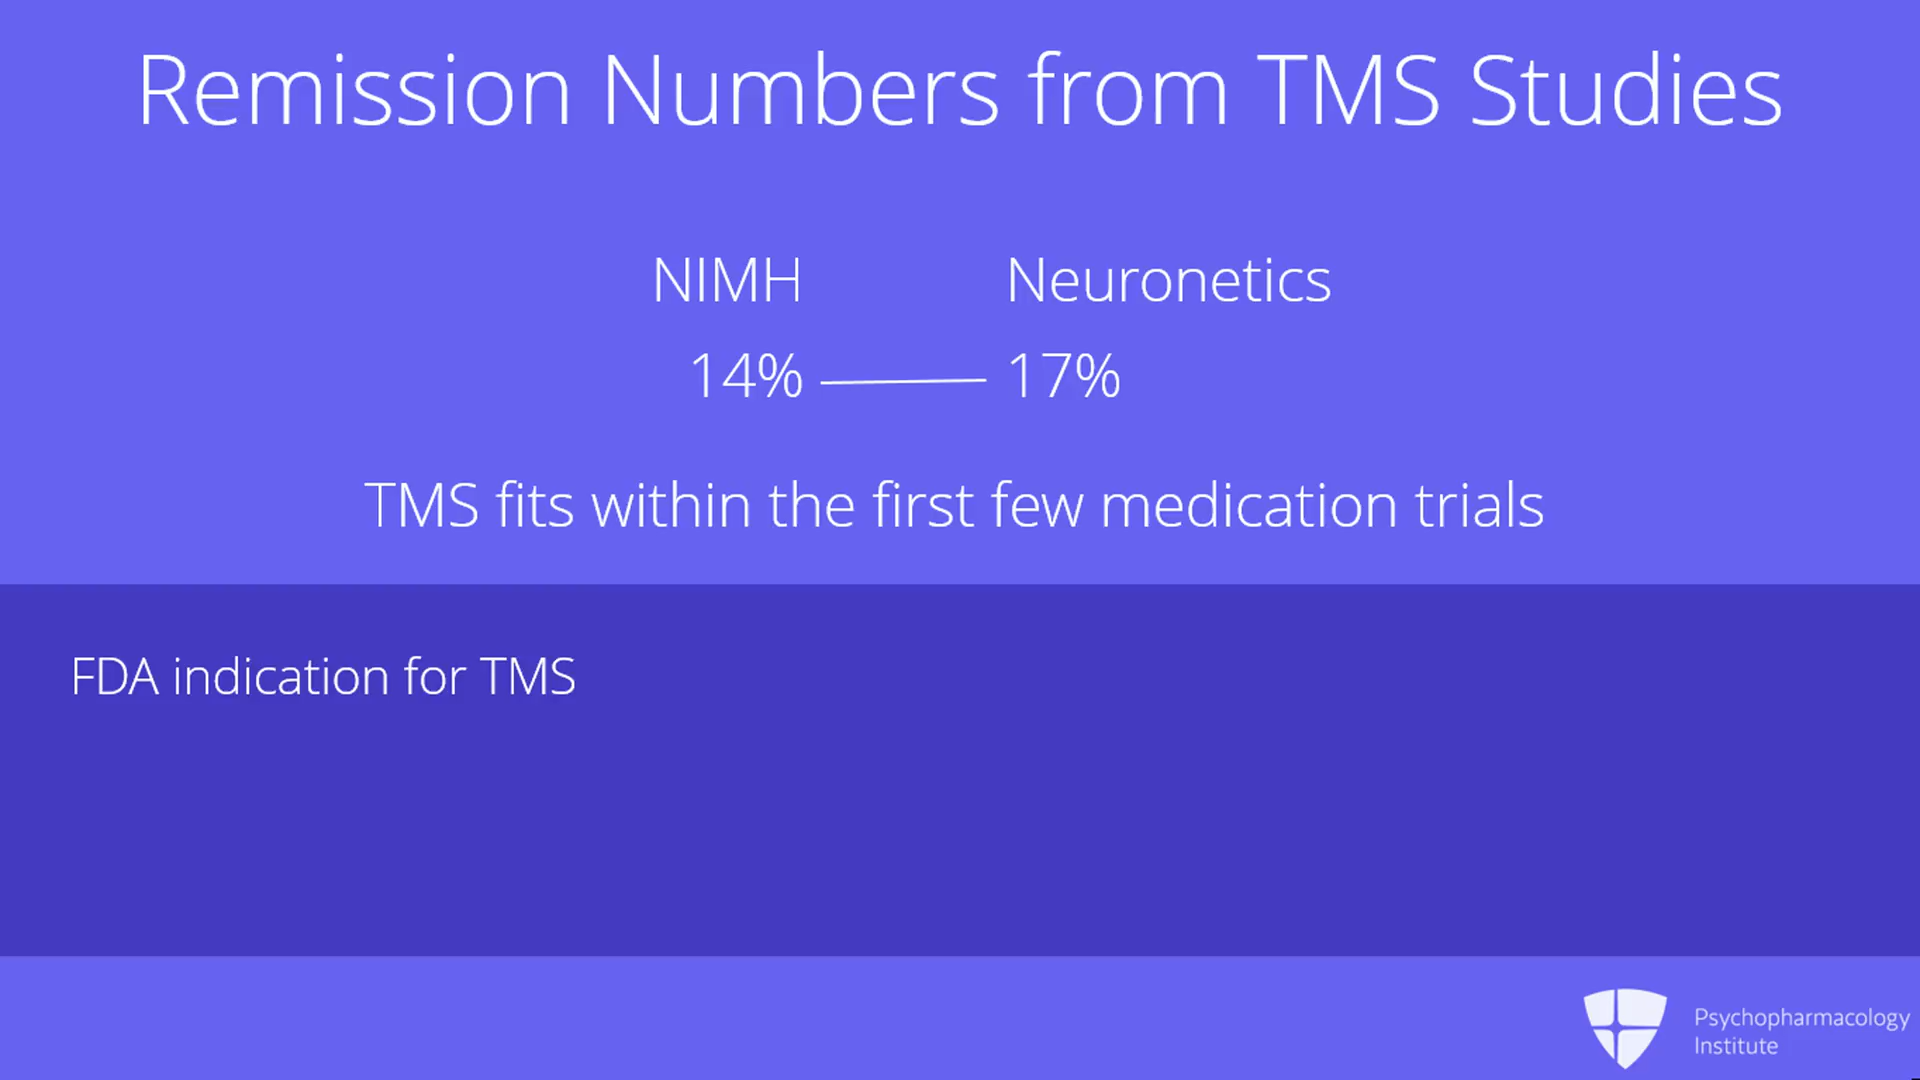 Remission Numbers from TMS Studies
NIMH Neuronetics
14% 17%
TMS fits within the first few medication trials
FDA indication for TMS
Psychopharmacology
Institute